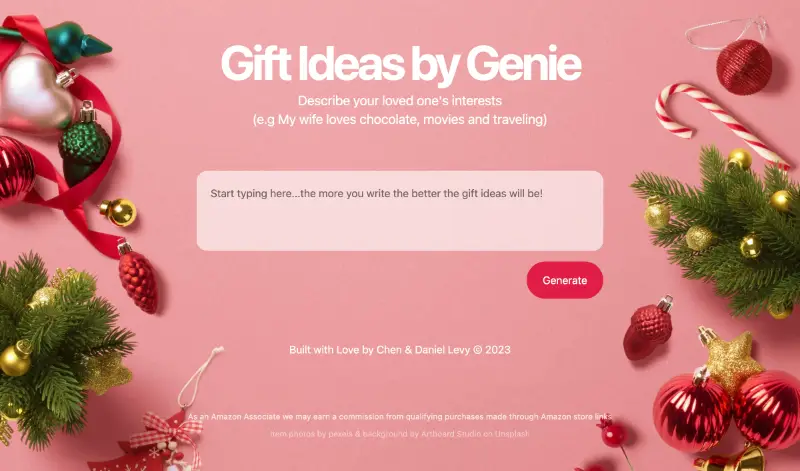 Gift Ideas by Genie
Describe your loved one's interests
(e.g My wife loves chocolate, movies and traveling)
Start typing here...the more you write the better the gift ideas will be!
Generate
Built with Love by Chen & Daniel Levy © 2023
As an Amazon Associate we may earn a commission from qualifying purchases made through Amazon store links.
Item photos by pexels & background by Artboard Studio on Unsplash